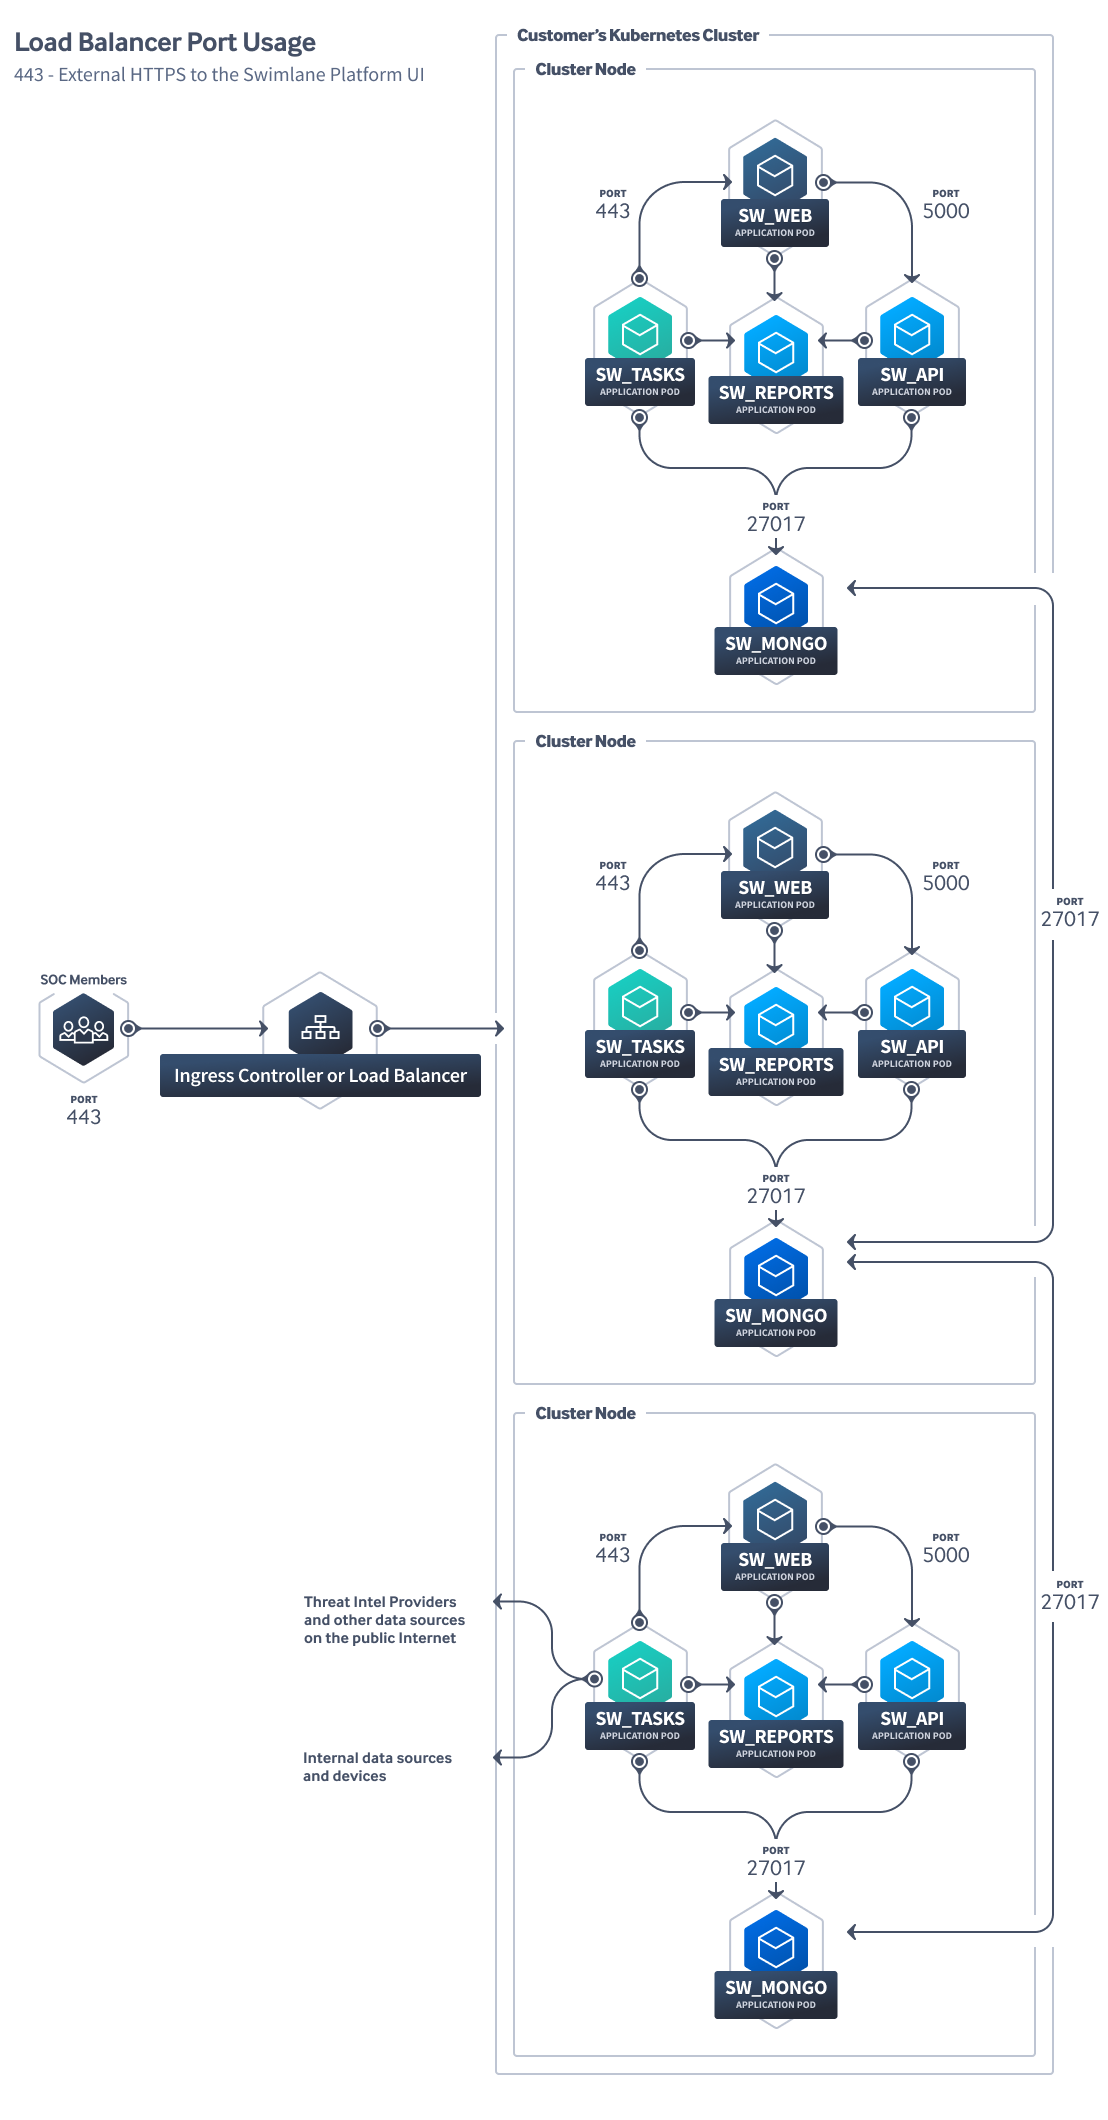 Load Balancer Port Usage
443 - External HTTPS to the Swimlane Platform UI
Customer’s Kubernetes Cluster
Cluster Node
PORT
443
SW_WEB
APPLICATION POD
PORT
5000
SW_TASKS
APPLICATION POD
SW_REPORTS
APPLICATION POD
SW_API
APPLICATION POD
PORT
27017
SW_MONGO
APPLICATION POD
Cluster Node
PORT
443
SW_WEB
APPLICATION POD
PORT
5000
PORT
27017
SOC Members
PORT
443
Ingress Controller or Load Balancer
SW_TASKS
APPLICATION POD
SW_REPORTS
APPLICATION POD
SW_API
APPLICATION POD
PORT
27017
SW_MONGO
APPLICATION POD
Cluster Node
PORT
443
SW_WEB
APPLICATION POD
PORT
5000
PORT
27017
Threat Intel Providers
and other data sources
on the public Internet
Internal data sources
and devices
SW_TASKS
APPLICATION POD
SW_REPORTS
APPLICATION POD
SW_API
APPLICATION POD
PORT
27017
SW_MONGO
APPLICATION POD